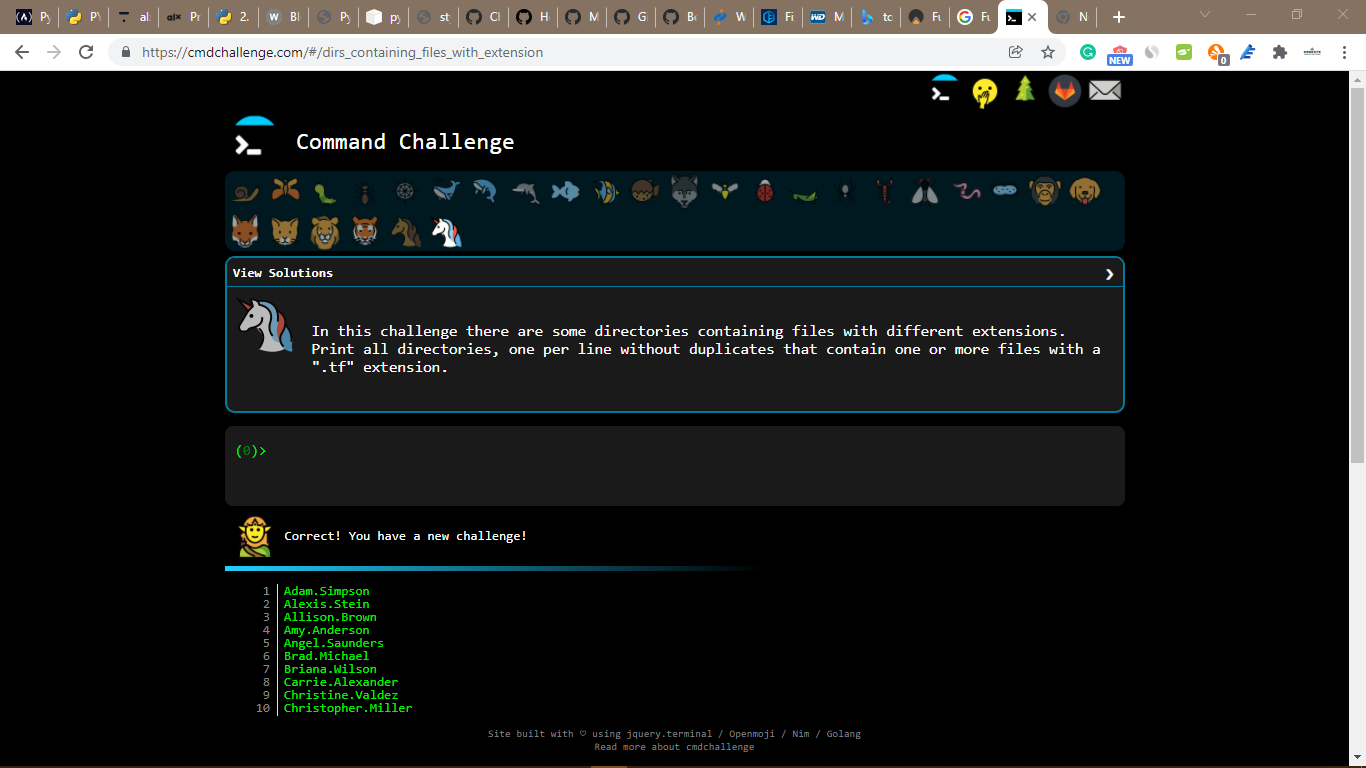 Py
PY
al:
Pr
2.
Bl
Py
py
st
Cl
H
M
G
Be
W
Fi
M
tc
Fu
Fu
N
https://cmdchallenge.com/#/dirs_containing_files_with_extension
NEW
0
Command Challenge
View Solutions
In this challenge there are some directories containing files with different extensions.
Print all directories, one per line without duplicates that contain one or more files with a
".tf" extension.
(0)>
Correct! You have a new challenge!
1 Adam.Simpson
2 Alexis.Stein
3 Allison.Brown
4 Amy.Anderson
5 Angel.Saunders
6 Brad.Michael
7 Briana.Wilson
8 Carrie.Alexander
9 Christine.Valdez
10 Christopher.Miller
Site built with ♡ using jquery.terminal / Openmoji / Nim / Golang
Read more about cmdchallenge